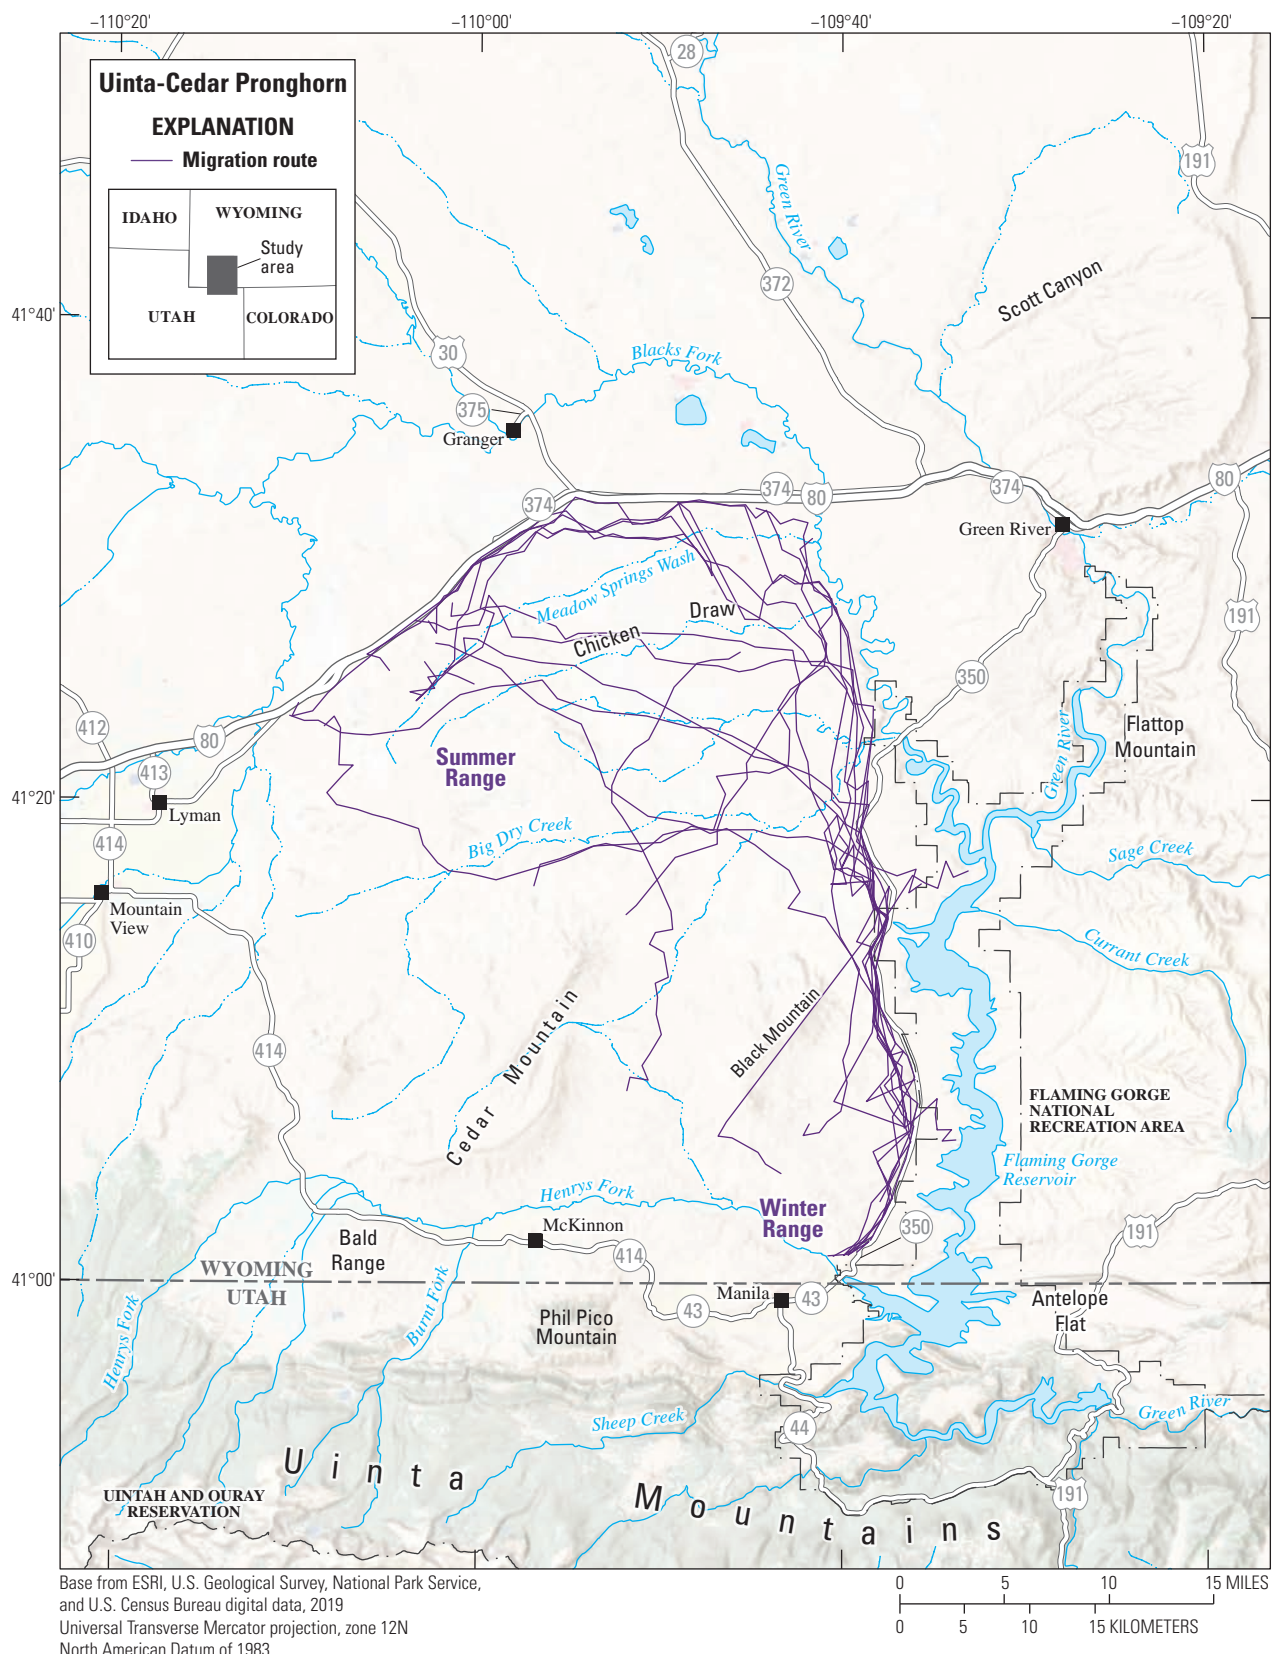 −110°20'
−110°00'
−109°40'
−109°20'
Uinta-Cedar Pronghorn
EXPLANATION
Migration route
IDAHO
WYOMING
Study
area
UTAH
COLORADO
28
191
Green River
372
Scott Canyon
41°40'
30
Blacks Fork
375
Granger
374
374
80
374
80
Green River
Meadow Springs Wash
Draw
Chicken
191
350
412
80
Green River
Flattop
Mountain
413
Summer
Range
41°20'
Lyman
414
Big Dry Creek
Sage Creek
Mountain
View
410
Currant Creek
414
Cedar Mountain
Black Mountain
FLAMING GORGE
NATIONAL
RECREATION AREA
Flaming Gorge
Reservoir
Henrys Fork
Winter
Range
McKinnon
350
191
Bald
Range
414
WYOMING
UTAH
41°00'
Manila
43
43
Antelope
Flat
Phil Pico
Mountain
Henrys Fork
Burnt Fork
Sheep Creek
Green River
44
Uinta
Mountains
191
UINTAH AND OURAY
RESERVATION
Base from ESRI, U.S. Geological Survey, National Park Service,
and U.S. Census Bureau digital data, 2019
Universal Transverse Mercator projection, zone 12N
North American Datum of 1983
0 5 10 15 MILES
0 5 10 15 KILOMETERS